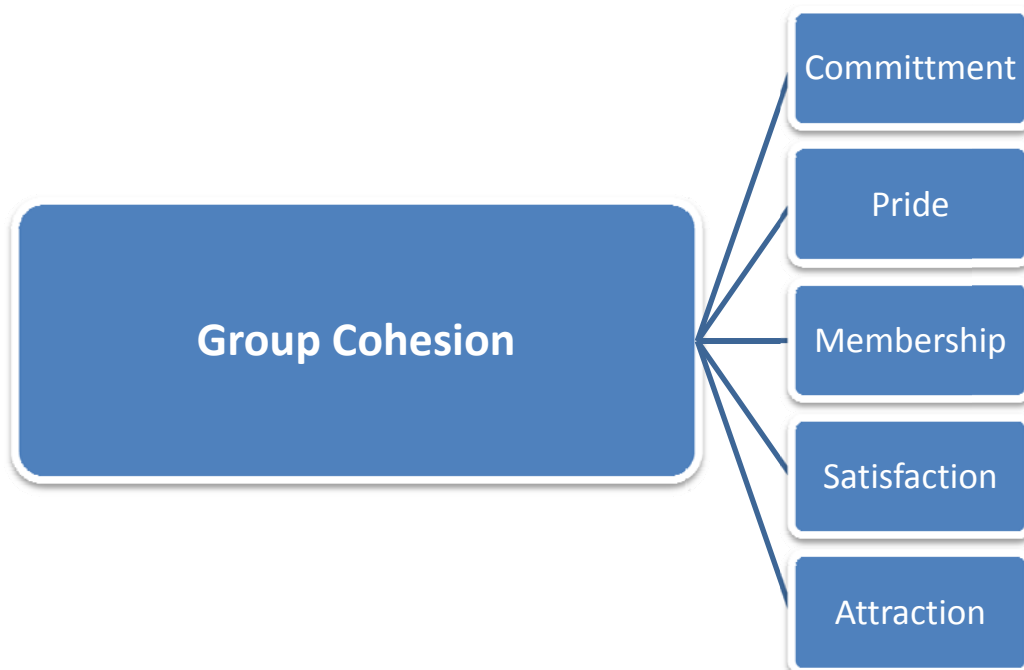 Committment
Pride
Group Cohesion
Membership
Satisfaction
Attraction